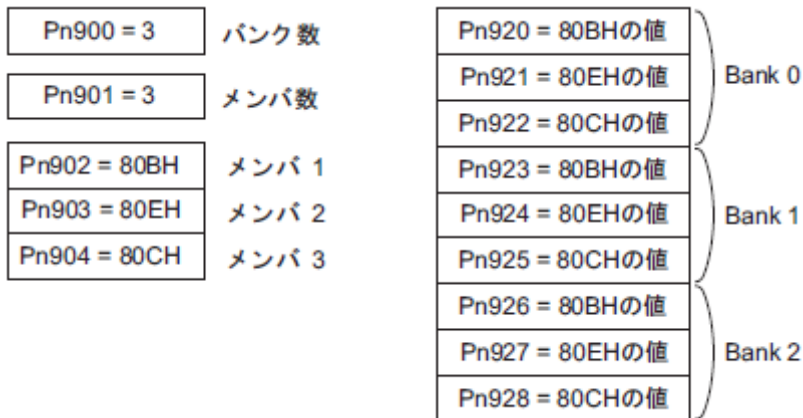 Pn900 = 3 バンク数
Pn901 = 3 メンバ数
Pn902 = 80BH メンバ 1
Pn903 = 80EH メンバ 2
Pn904 = 80CH メンバ 3
Pn920 = 80BHの値
Pn921 = 80EHの値
Pn922 = 80CHの値
Bank 0
Pn923 = 80BHの値
Pn924 = 80EHの値
Pn925 = 80CHの値
Bank 1
Pn926 = 80BHの値
Pn927 = 80EHの値
Pn928 = 80CHの値
Bank 2